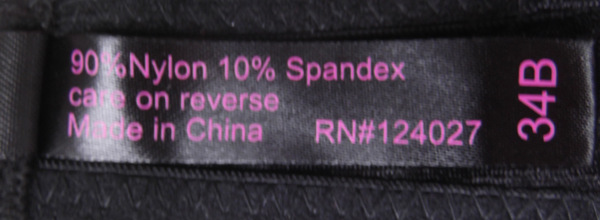 90%Nylon 10% Spandex
care on reverse
Made in China RN#124027
34B